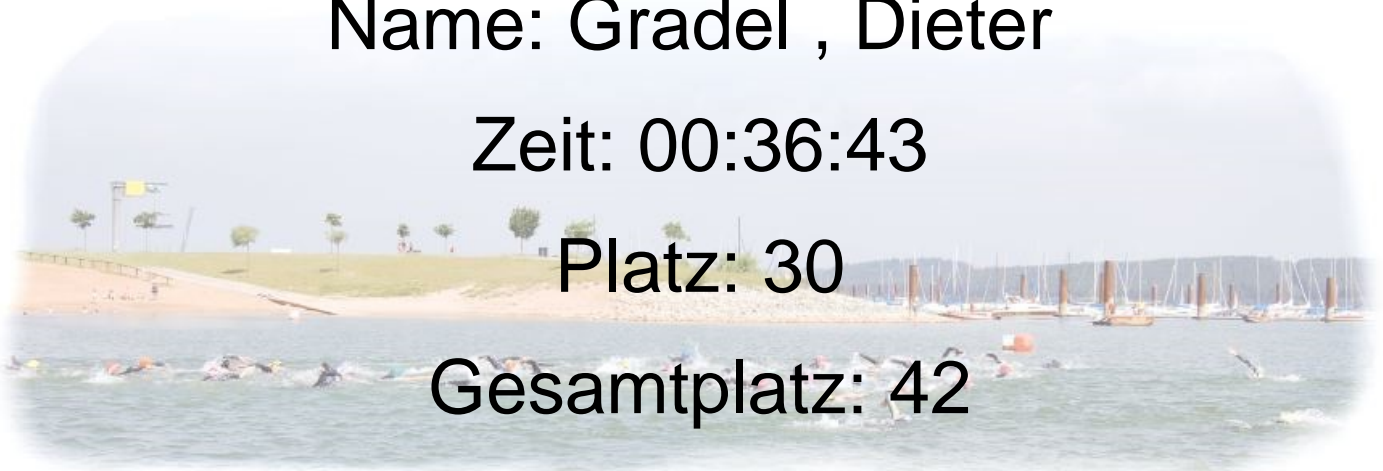 Name: Gradel , Dieter
Zeit: 00:36:43
Platz: 30
Gesamtplatz: 42